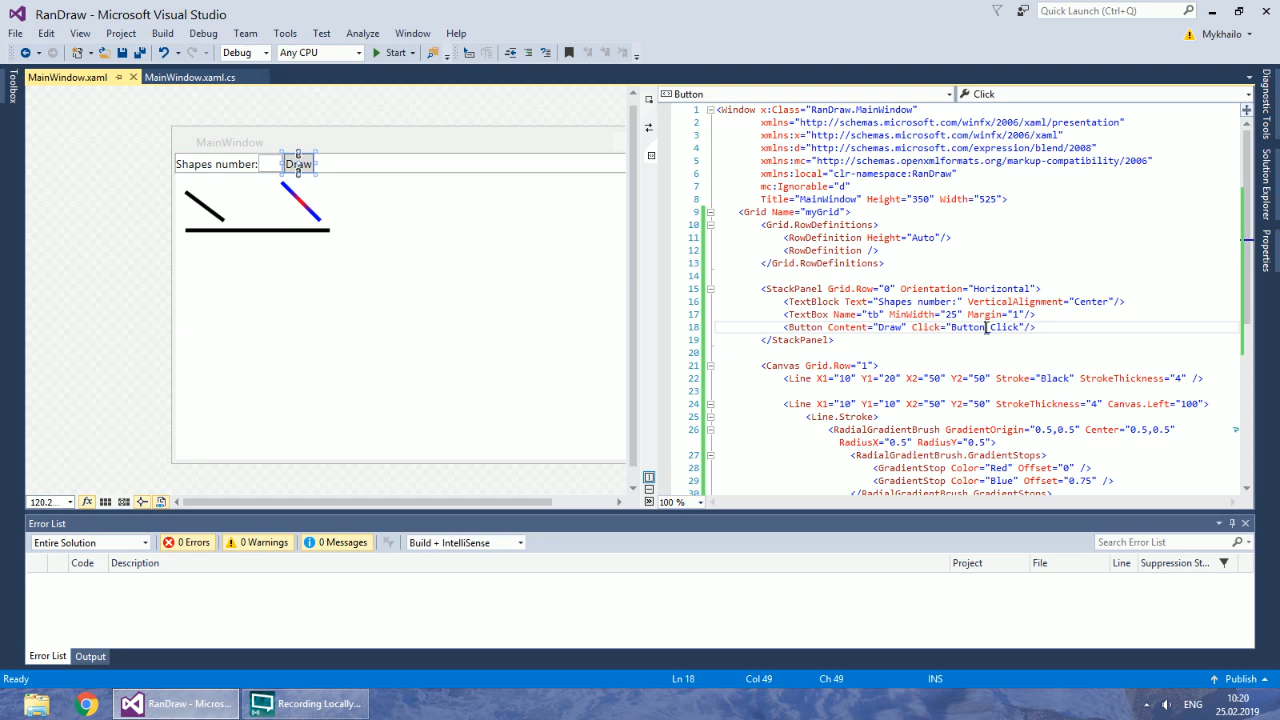 RanDraw - Microsoft Visual Studio
Quick Launch (Ctrl+Q)
File Edit View Project Build Debug Team Tools Test Analyze Window Help
Mykhailo
Debug Any CPU Start
MainWindow.xaml MainWindow.xaml.cs
Toolbox
MainWindow
Shapes number: Draw
120.2...
Button Click
1 <Window x:Class="RanDraw.MainWindow"
2 xmlns="http://schemas.microsoft.com/winfx/2006/xaml/presentation"
3 xmlns:x="http://schemas.microsoft.com/winfx/2006/xaml"
4 xmlns:d="http://schemas.microsoft.com/expression/blend/2008"
5 xmlns:mc="http://schemas.openxmlformats.org/markup-compatibility/2006"
6 xmlns:local="clr-namespace:RanDraw"
7 mc:Ignorable="d"
8 Title="MainWindow" Height="350" Width="525">
9 <Grid Name="myGrid">
10 <Grid.RowDefinitions>
11 <RowDefinition Height="Auto"/>
12 <RowDefinition />
13 </Grid.RowDefinitions>
14
15 <StackPanel Grid.Row="0" Orientation="Horizontal">
16 <TextBlock Text="Shapes number:" VerticalAlignment="Center"/>
17 <TextBox Name="tb" MinWidth="25" Margin="1"/>
18 <Button Content="Draw" Click="Button_Click"/>
19 </StackPanel>
20
21 <Canvas Grid.Row="1">
22 <Line X1="10" Y1="20" X2="50" Y2="50" Stroke="Black" StrokeThickness="4" />
23
24 <Line X1="10" Y1="10" X2="50" Y2="50" StrokeThickness="4" Canvas.Left="100">
25 <Line.Stroke>
26 <RadialGradientBrush GradientOrigin="0.5,0.5" Center="0.5,0.5"
RadiusX="0.5" RadiusY="0.5">
27 <RadialGradientBrush.GradientStops>
28 <GradientStop Color="Red" Offset="0" />
29 <GradientStop Color="Blue" Offset="0.75" />
30 </RadialGradientBrush.GradientStops>
100 %
Diagnostic Tools
Solution Explorer
Properties
Error List
Entire Solution 0 Errors 0 Warnings 0 Messages Build + IntelliSense Search Error List
Code Description Project File Line Suppression St...
Error List Output
Ready Ln 18 Col 49 Ch 49 INS Publish
RanDraw - Micros... Recording Locally... ENG 10:20
25.02.2019